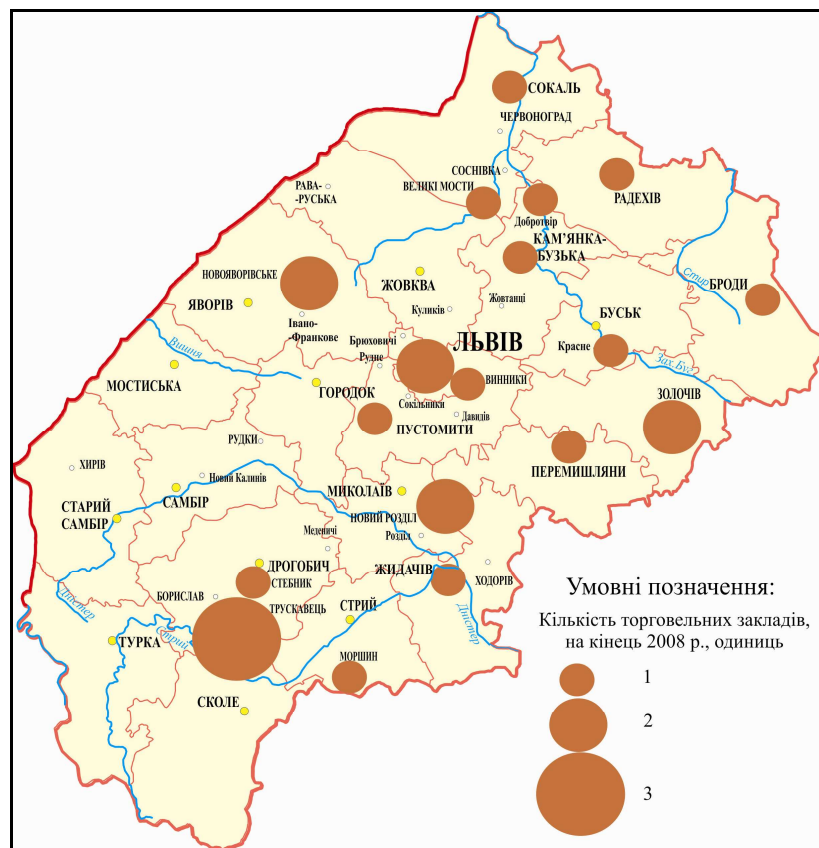 СОКАЛЬ
ЧЕРВОНОГРАД
СОСНІВКА
ВЕЛИКІ МОСТИ
РАВА-
-РУСЬКА
РАДЕХІВ
Добротвір
КАМ'ЯНКА-
БУЗЬКА
НОВОЯВОРІВСЬКЕ
ЖОВКВА
Стир
БРОДИ
ЯВОРІВ
Івано-
-Франкове
Куликів
Жовтанці
БУСЬК
Брюховичі
ЛЬВІВ
Красне
Вишня
Рудне
Зах.Буг
МОСТИСЬКА
ГОРОДОК
ВИННИКИ
ЗОЛОЧІВ
Сокільники
Давидів
ПУСТОМИТИ
РУДКИ
ПЕРЕМИШЛЯНИ
ХИРІВ
Новий Калинів
САМБІР
МИКОЛАЇВ
СТАРИЙ
САМБІР
НОВИЙ РОЗДІЛ
Меденичі
Розділ
ДРОГОБИЧ
ЖИДАЧІВ
ХОДОРІВ
СТЕБНИК
БОРИСЛАВ
ТРУСКАВЕЦЬ
СТРИЙ
Дністер
Дністер
ТУРКА
Стрий
МОРШИН
СКОЛЕ
Умовні позначення:
Кількість торговельних закладів,
на кінець 2008 р., одиниць
1
2
3